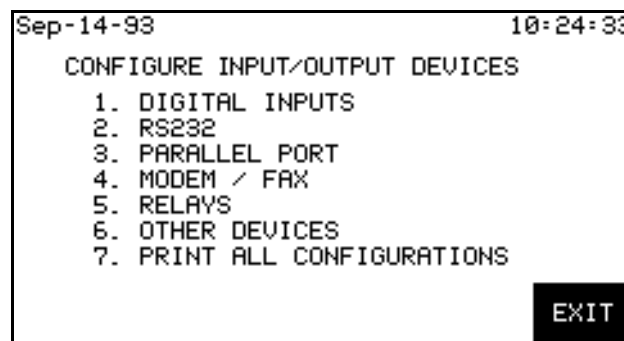 Sep-14-93 10:24:33
CONFIGURE INPUT/OUTPUT DEVICES
1. DIGITAL INPUTS
2. RS232
3. PARALLEL PORT
4. MODEM / FAX
5. RELAYS
6. OTHER DEVICES
7. PRINT ALL CONFIGURATIONS
EXIT